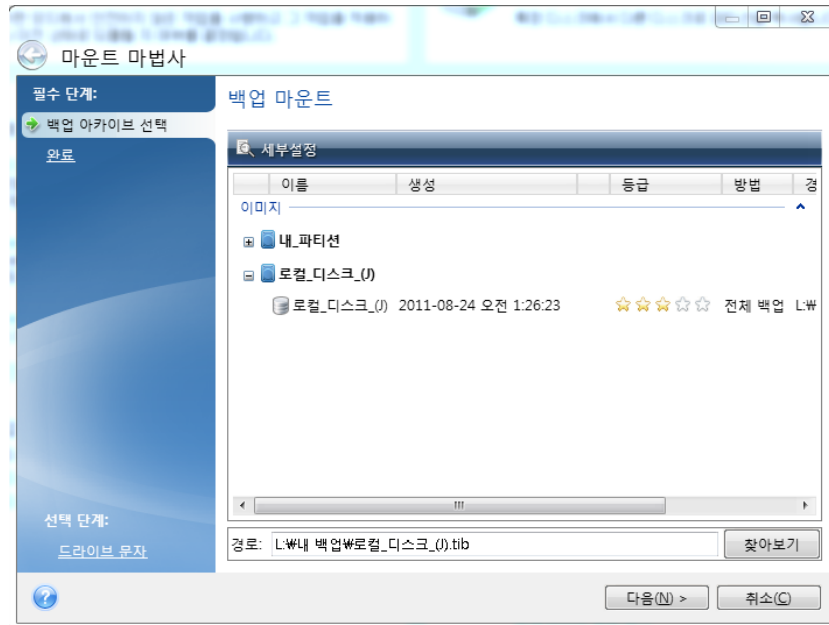 마운트 마법사
필수 단계:
백업 아카이브 선택
완료
선택 단계:
드라이브 문자
백업 마운트
세부설정
이름 생성 등급 방법 경
이미지
내_파티션
로컬_디스크_(J)
로컬_디스크_(J) 2011-08-24 오전 1:26:23 전체 백업 L:₩
경로: L:₩내 백업₩로컬_디스크_(J).tib 찾아보기
다음(N) > 취소(C)